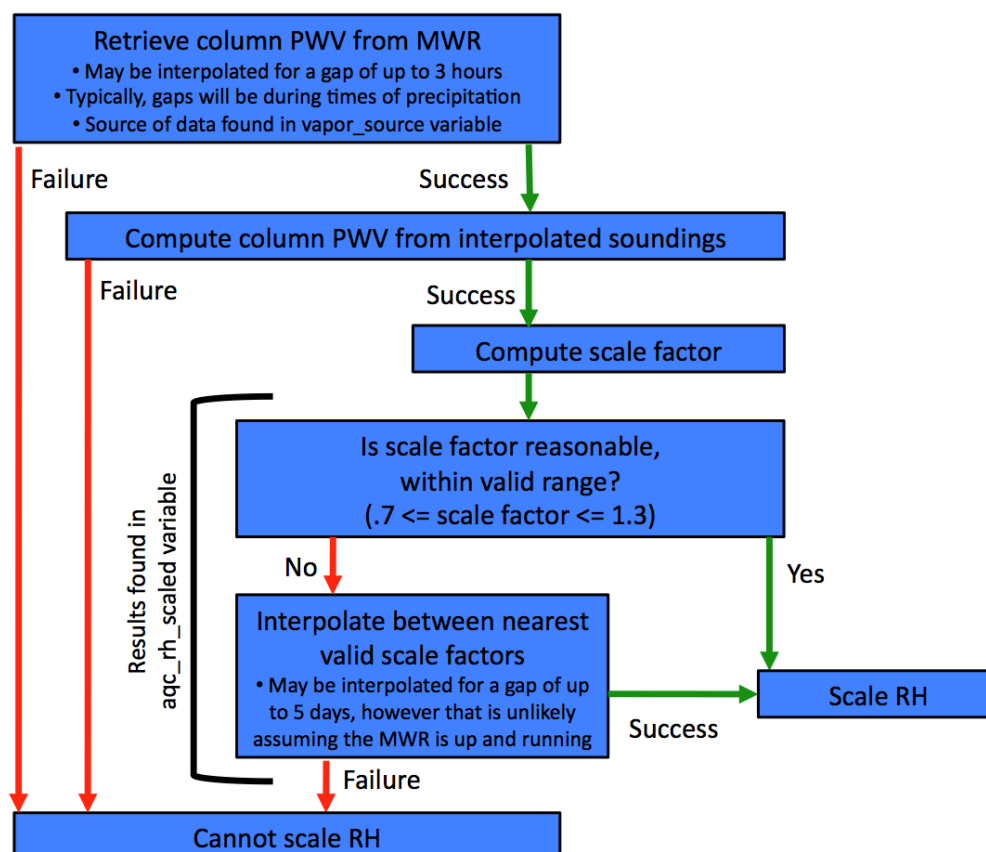 Retrieve column PWV from MWR
• May be interpolated for a gap of up to 3 hours
• Typically, gaps will be during times of precipitation
• Source of data found in vapor_source variable
Failure
Success
Compute column PWV from interpolated soundings
Failure
Success
Compute scale factor
Is scale factor reasonable,
within valid range?
(.7 <= scale factor <= 1.3)
Results found in
aqc_rh_scaled variable
No
Yes
Interpolate between nearest
valid scale factors
• May be interpolated for a gap of up
to 5 days, however that is unlikely
assuming the MWR is up and running
Success
Scale RH
Failure
Cannot scale RH